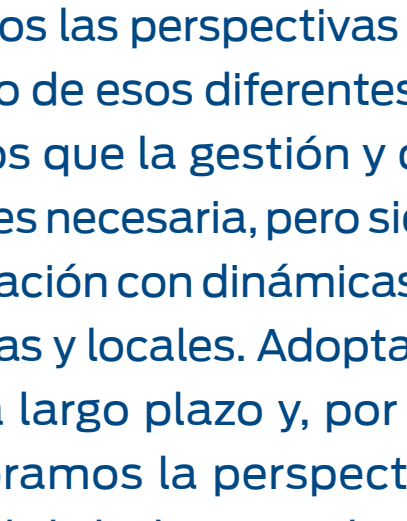 os las perspectivas
o de esos diferentes
os que la gestión y
es necesaria, pero si
ación con dinámicas
as y locales. Adopta
largo plazo y, por
ramos la perspect